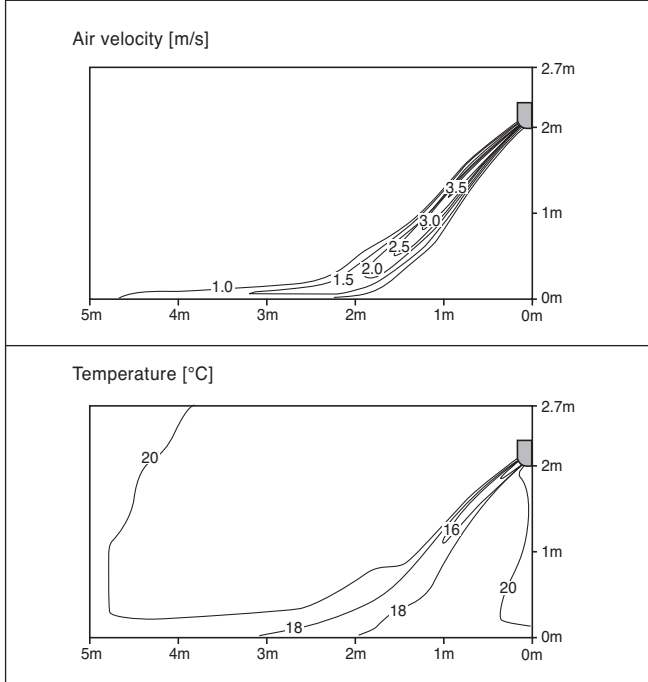 Air velocity [m/s]
2.7m
2m
3.5
1m
3.0
2.5
2.0
1.5
1.0
0m
5m 4m 3m 2m 1m 0m
Temperature [°C]
2.7m
20
2m
16
1m
20
18
18
0m
5m 4m 3m 2m 1m 0m